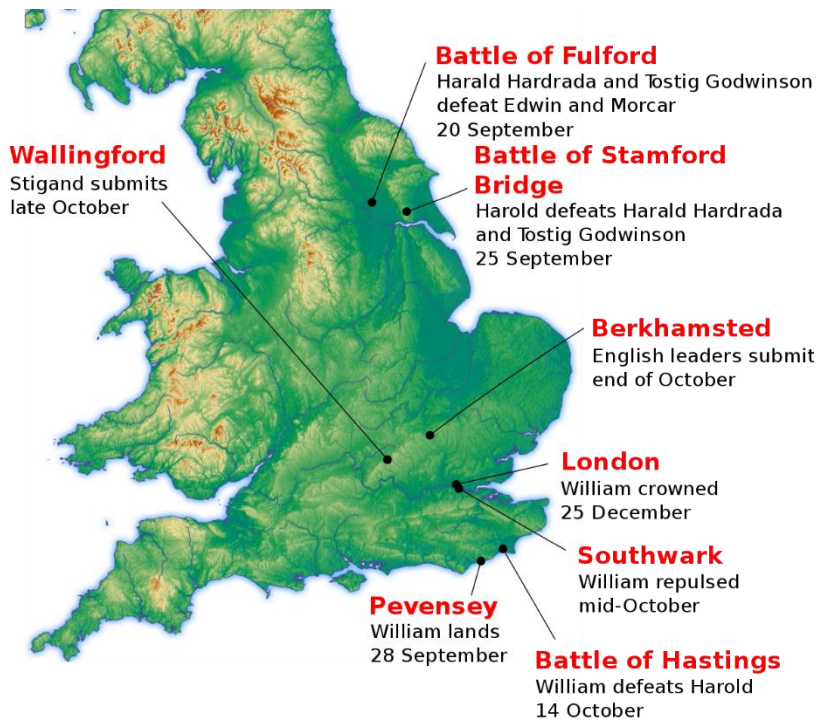 Battle of Fulford
Harald Hardrada and Tostig Godwinson
defeat Edwin and Morcar
20 September
Wallingford
Stigand submits
late October
Battle of Stamford
Bridge
Harold defeats Harald Hardrada
and Tostig Godwinson
25 September
Berkhamsted
English leaders submit
end of October
London
William crowned
25 December
Southwark
William repulsed
mid-October
Pevensey
William lands
28 September
Battle of Hastings
William defeats Harold
14 October